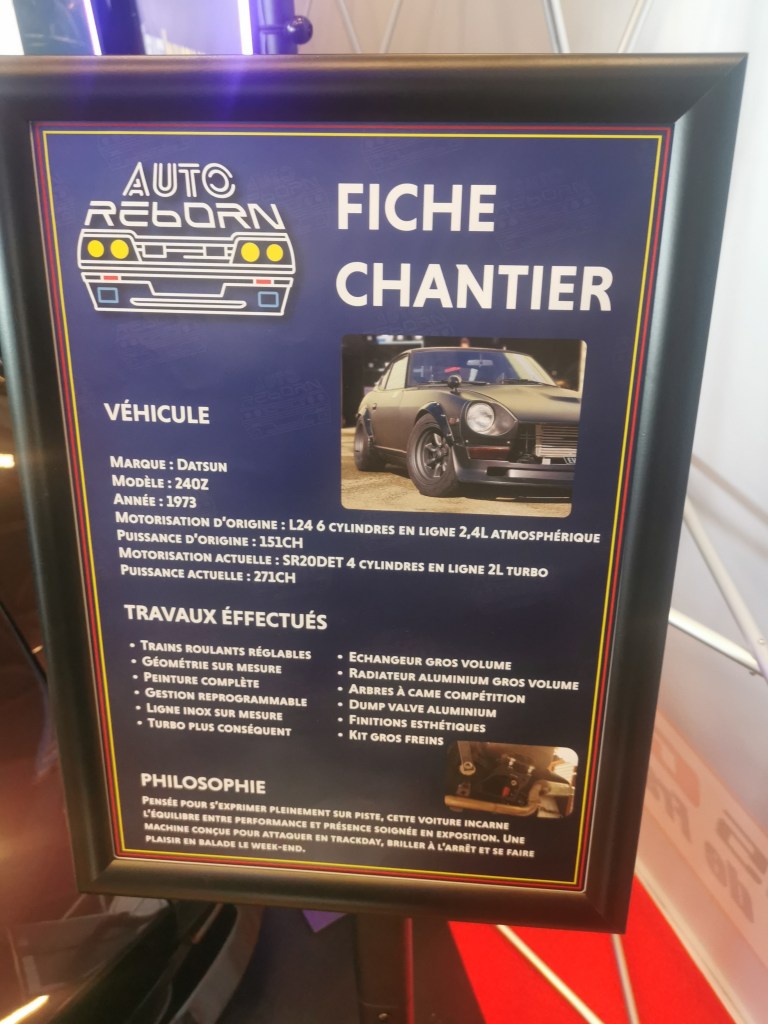 AUTO
REBORN
FICHE
CHANTIER
VÉHICULE
MARQUE : DATSUN
MODÈLE : 240Z
ANNÉE : 1973
MOTORISATION D'ORIGINE : L24 6 CYLINDRES EN LIGNE 2,4L ATMOSPHÉRIQUE
PUISSANCE D'ORIGINE : 151CH
MOTORISATION ACTUELLE : SR20DET 4 CYLINDRES EN LIGNE 2L TURBO
PUISSANCE ACTUELLE : 271CH
TRAVAUX ÉFFECTUÉS
• TRAINS ROULANTS RÉGLABLES
• GÉOMÉTRIE SUR MESURE
• PEINTURE COMPLÈTE
• GESTION REPROGRAMMABLE
• LIGNE INOX SUR MESURE
• TURBO PLUS CONSÉQUENT
• ECHANGEUR GROS VOLUME
• RADIATEUR ALUMINIUM GROS VOLUME
• ARBRES À CAME COMPÉTITION
• DUMP VALVE ALUMINIUM
• FINITIONS ESTHÉTIQUES
• KIT GROS FREINS
PHILOSOPHIE
PENSÉE POUR S'EXPRIMER PLEINEMENT SUR PISTE, CETTE VOITURE INCARNE
L'ÉQUILIBRE ENTRE PERFORMANCE ET PRÉSENCE SOIGNÉE EN EXPOSITION. UNE
MACHINE CONÇUE POUR ATTAQUER EN TRACKDAY, BRILLER À L'ARRÊT ET SE FAIRE
PLAISIR EN BALADE LE WEEK-END.